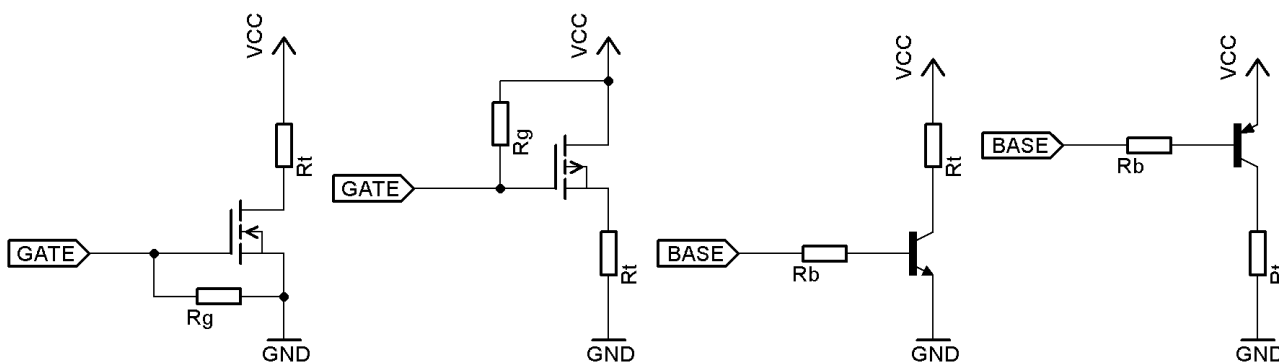 VCC
Rt
GATE
Rg
GND
VCC
Rg
GATE
Rt
GND
VCC
Rt
BASE
Rb
GND
VCC
BASE
Rb
Rt
GND